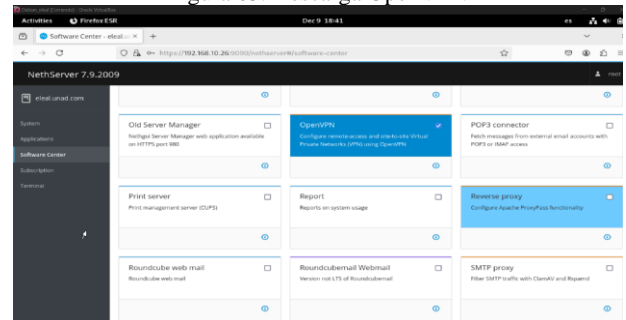 Debian_eleal [Corriendo] - Oracle VirtualBox
Activities Firefox ESR Dec 9 18:41 es
Software Center - eleal.un ×
https://192.168.10.26:9090/nethserver#/software-center
NethServer 7.9.2009 root
eleal.unad.com
System
Applications
Software Center
Subscription
Terminal
Old Server Manager
Nethgui Server Manager web application available
on HTTPS port 980
OpenVPN
Configure remote-access and site-to-site Virtual
Private Networks (VPN) using OpenVPN
POP3 connector
Fetch messages from external email accounts with
POP3 or IMAP access
Print server
Print management server (CUPS)
Report
Reports on system usage
Reverse proxy
Configure Apache ProxyPass functionality
Roundcube web mail
Roundcube web mail
Roundcubemail Webmail
Version not LTS of Roundcubemail
SMTP proxy
Filter SMTP traffic with ClamAV and Rspamd